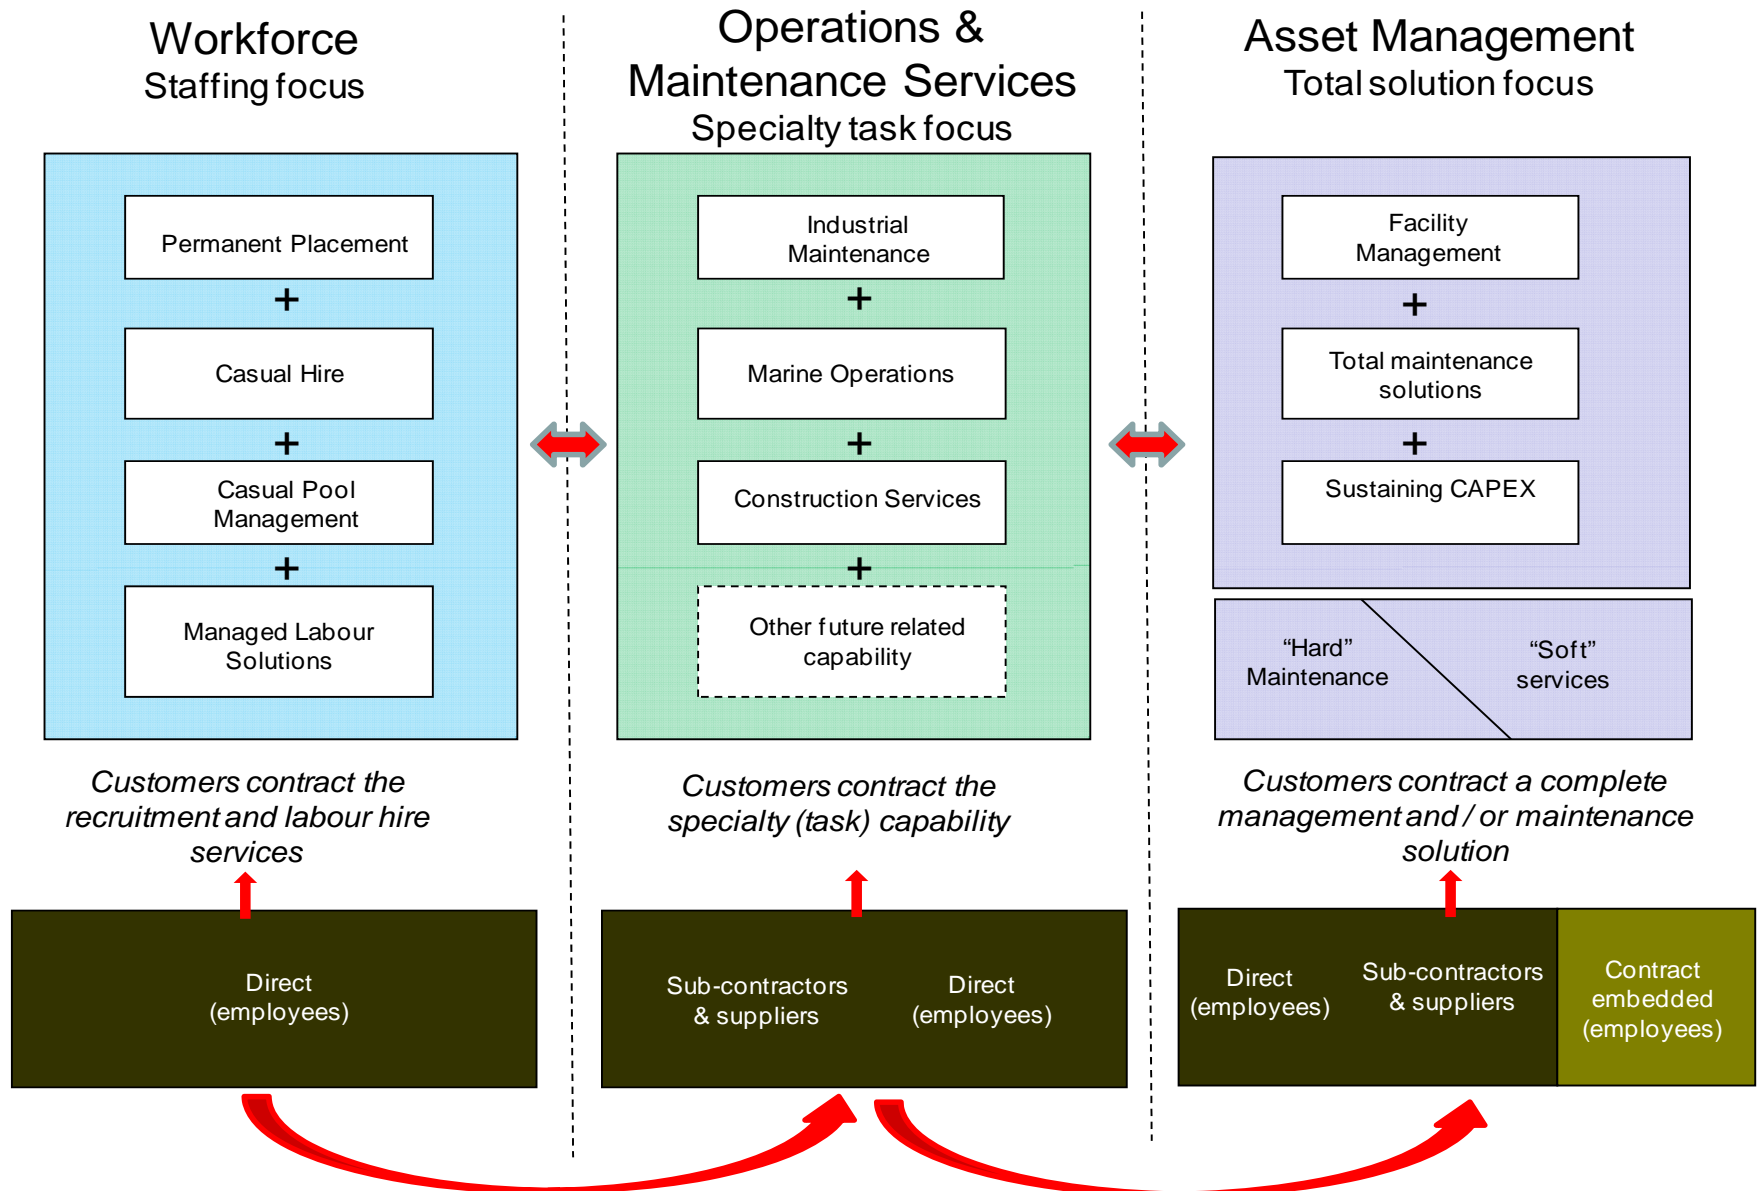 Workforce
Staffing focus
Permanent Placement
+
Casual Hire
+
Casual Pool
Management
+
Managed Labour
Solutions
Customers contract the
recruitment and labour hire
services
Direct
(employees)
Operations &
Maintenance Services
Specialty task focus
Industrial
Maintenance
+
Marine Operations
+
Construction Services
+
Other future related
capability
Customers contract the
specialty (task) capability
Sub-contractors
& suppliers
Direct
(employees)
Asset Management
Total solution focus
Facility
Management
+
Total maintenance
solutions
+
Sustaining CAPEX
“Hard”
Maintenance
“Soft”
services
Customers contract a complete
management and / or maintenance
solution
Direct
(employees)
Sub-contractors
& suppliers
Contract
embedded
(employees)